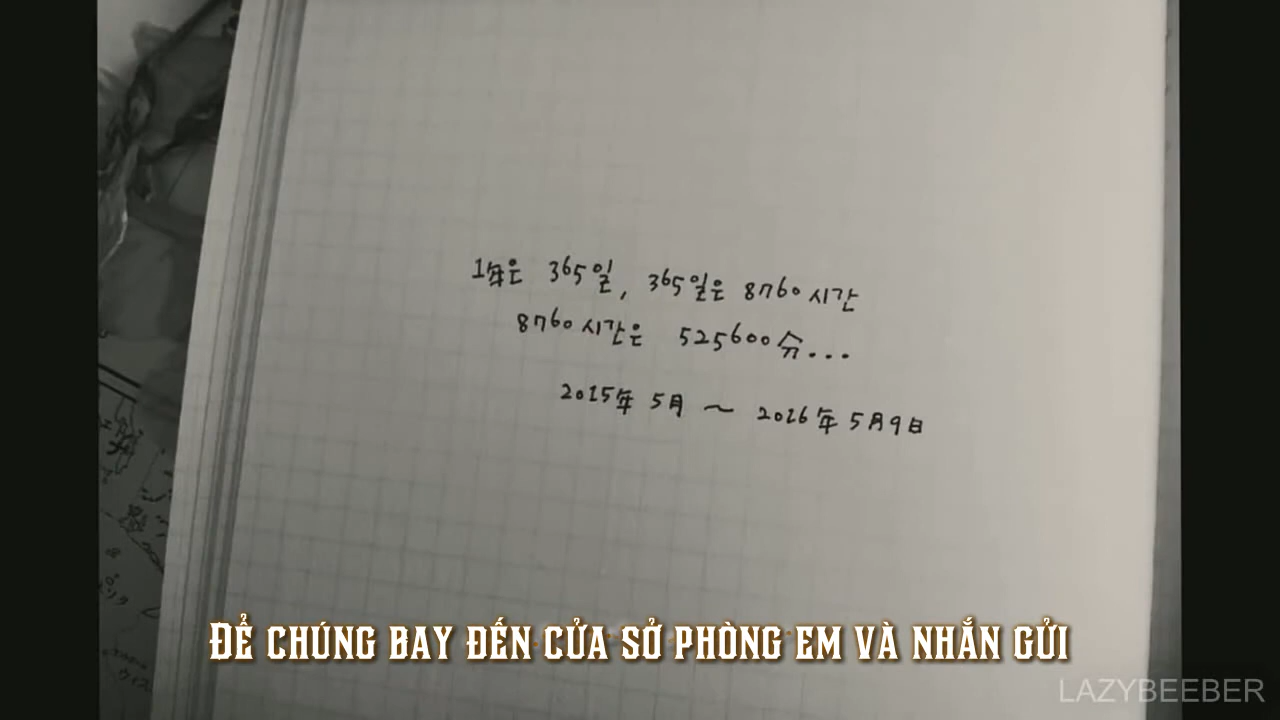 1年은 365일, 365일은 8760시간
8760시간은 525600分...
2015年 5月 ~ 2016年 5月9日
ĐỂ CHÚNG BAY ĐẾN CỬA SỞ PHÒNG EM VÀ NHẮN GỬI
LAZYBEEBER